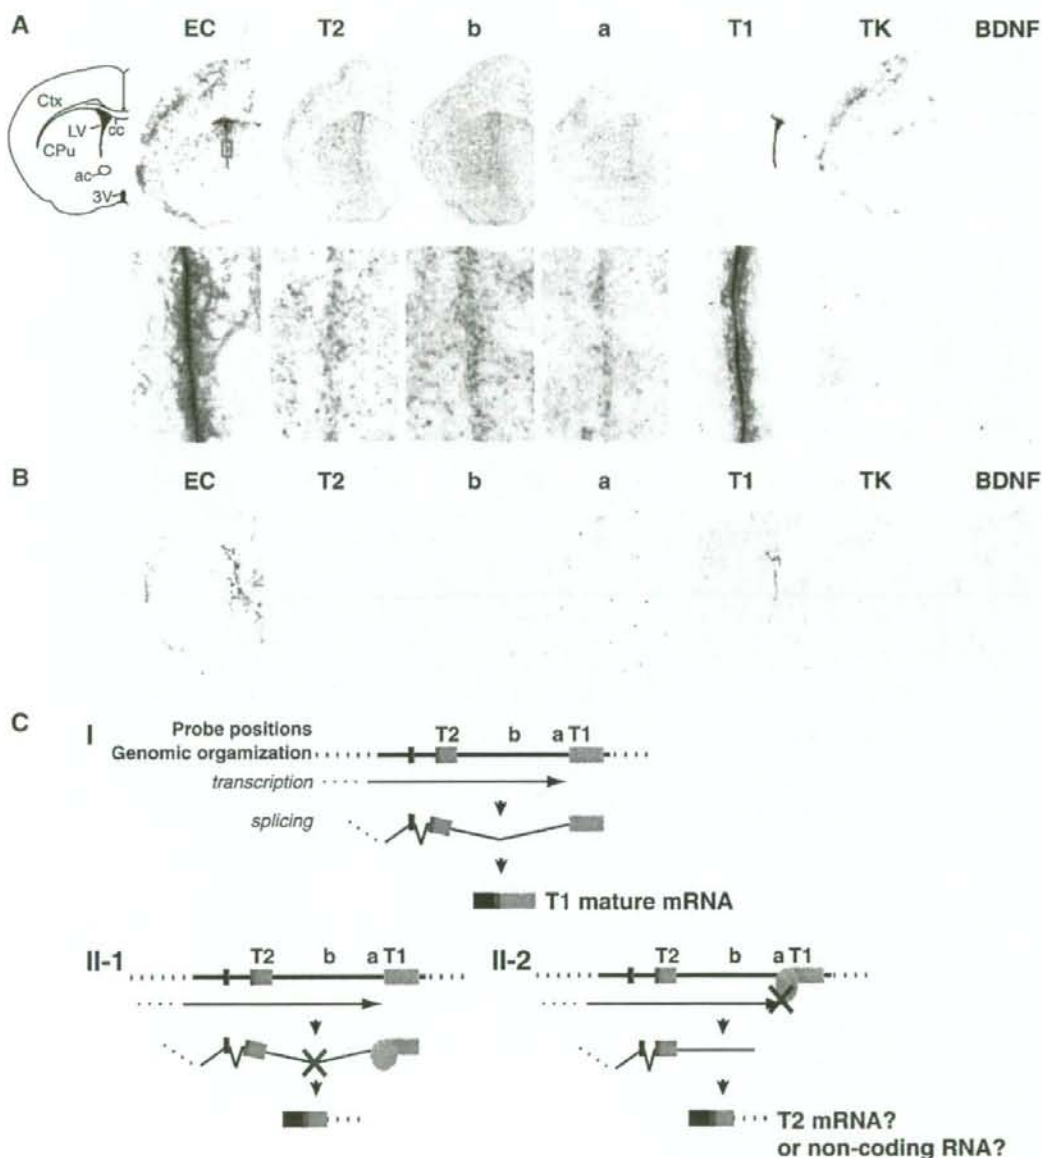 A
EC T2 b a T1 TK BDNF
Ctx
LV cc
CPu
ac
3V
B
EC T2 b a T1 TK BDNF
C
I
Probe positions T2 b a T1
Genomic organization
transcription
splicing
T1 mature mRNA
II-1 T2 b a T1
II-2 T2 b a T1
T2 mRNA?
or non-coding RNA?